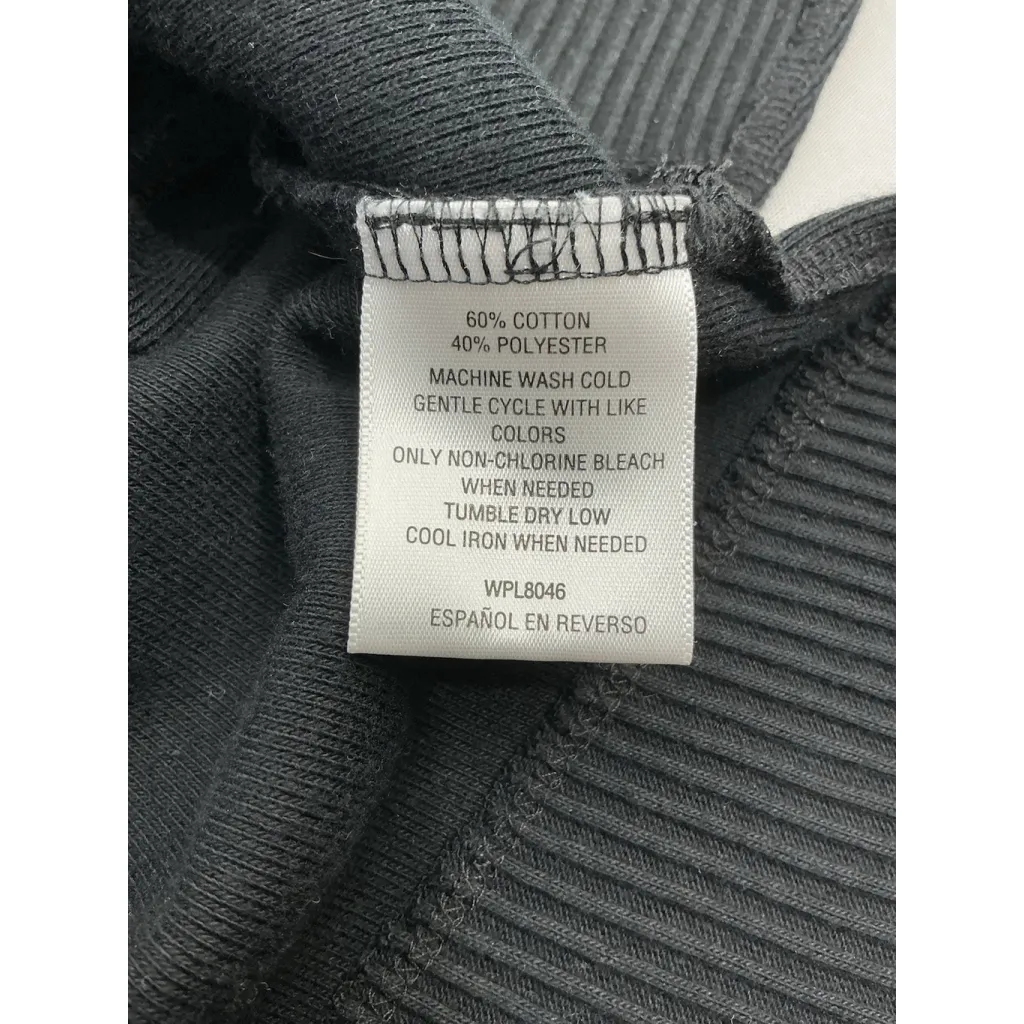 60% COTTON
40% POLYESTER
MACHINE WASH COLD
GENTLE CYCLE WITH LIKE
COLORS
ONLY NON-CHLORINE BLEACH
WHEN NEEDED
TUMBLE DRY LOW
COOL IRON WHEN NEEDED
WPL8046
ESPAÑOL EN REVERSO